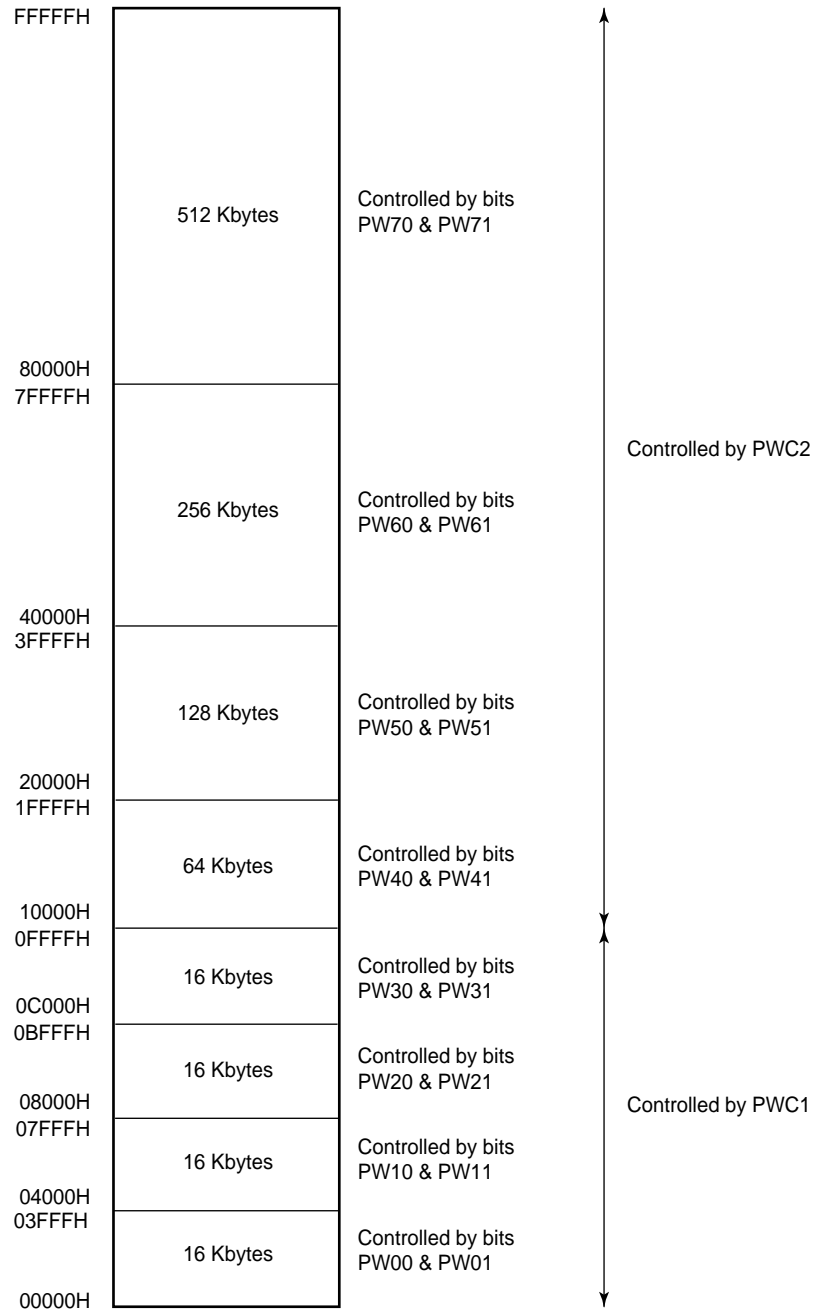 FFFFFH
512 Kbytes
Controlled by bits
PW70 & PW71
80000H
7FFFFH
Controlled by PWC2
256 Kbytes
Controlled by bits
PW60 & PW61
40000H
3FFFFH
128 Kbytes
Controlled by bits
PW50 & PW51
20000H
1FFFFH
64 Kbytes
Controlled by bits
PW40 & PW41
10000H
0FFFFH
16 Kbytes
Controlled by bits
PW30 & PW31
0C000H
0BFFFH
16 Kbytes
Controlled by bits
PW20 & PW21
08000H
07FFFH
Controlled by PWC1
16 Kbytes
Controlled by bits
PW10 & PW11
04000H
03FFFH
16 Kbytes
Controlled by bits
PW00 & PW01
00000H